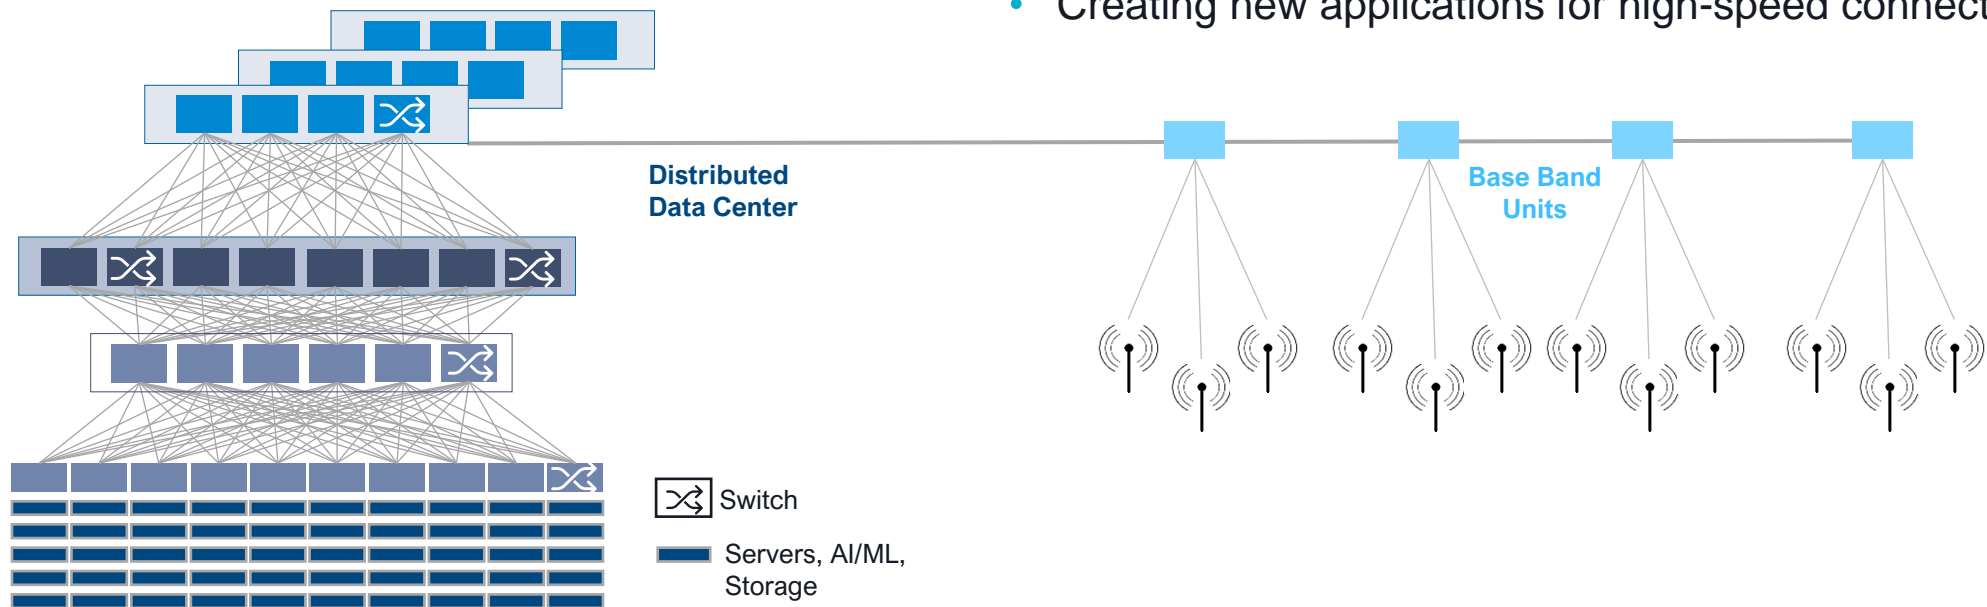 • Creating new applications for high-speed connect
Distributed
Data Center
Base Band
Units
Switch
Servers, AI/ML,
Storage